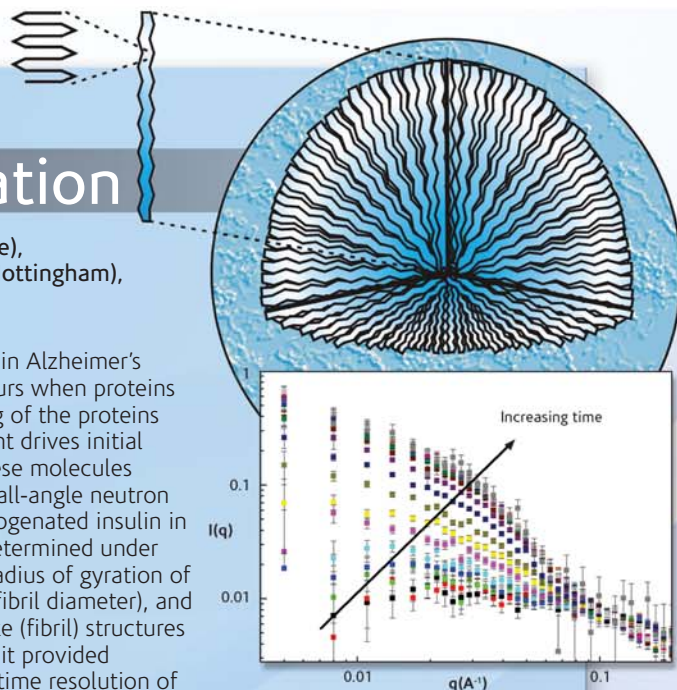 ation
e),
ottingham),
in Alzheimer's
urs when proteins
g of the proteins
nt drives initial
ese molecules
all-angle neutron
ogenated insulin in
etermined under
adius of gyration of
fibril diameter), and
le (fibril) structures
it provided
time resolution of
1
Increasing time
0.1
I(q)
0.01
0.01
0.1
q(A⁻¹)